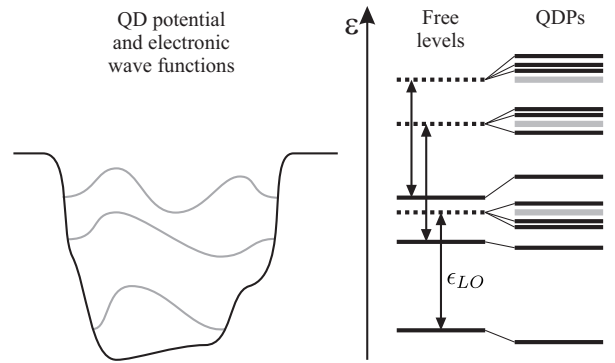 QD potential
and electronic
wave functions
ε
Free
levels
QDPs
ϵLO